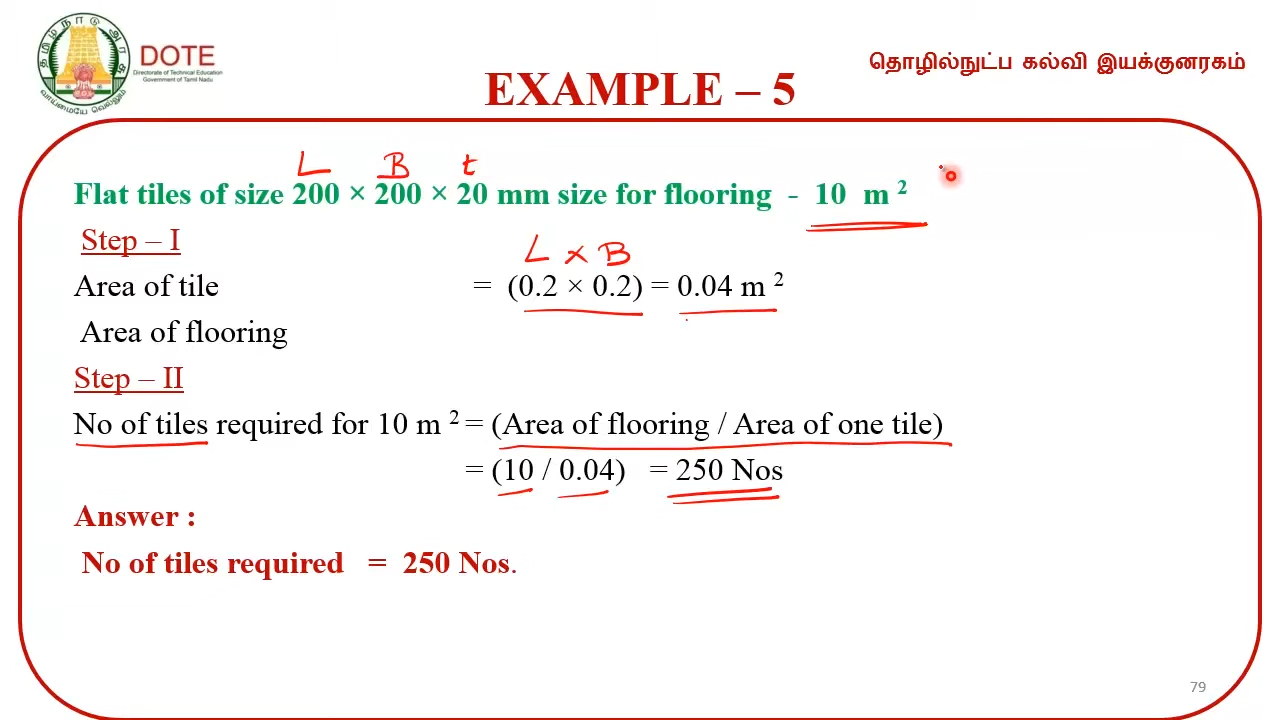 தமிழ்நாடு அரசு
வாய்மையே வெல்லும்
DOTE
Directorate of Technical Education
Government of Tamil Nadu
தொழில்நுட்ப கல்வி இயக்குனரகம்
EXAMPLE – 5
L B t
Flat tiles of size 200 × 200 × 20 mm size for flooring - 10 m 2
Step – I
L × B
Area of tile = (0.2 × 0.2) = 0.04 m 2
Area of flooring
Step – II
No of tiles required for 10 m 2 = (Area of flooring / Area of one tile)
= (10 / 0.04) = 250 Nos
Answer :
No of tiles required = 250 Nos.
79